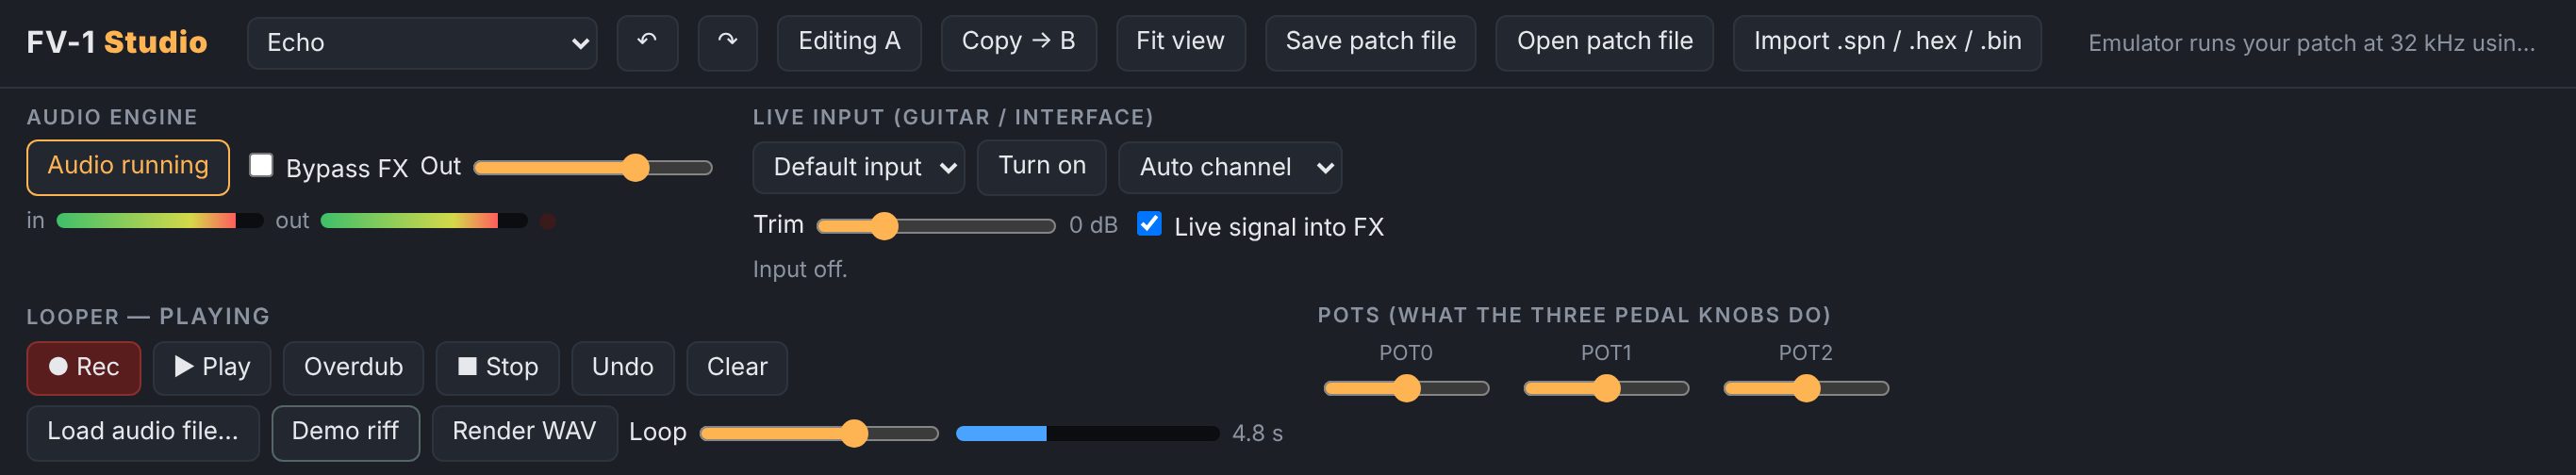 FV-1 Studio Echo ↶ ↷ Editing A Copy → B Fit view Save patch file Open patch file Import .spn / .hex / .bin Emulator runs your patch at 32 kHz usin...
AUDIO ENGINE
Audio running Bypass FX Out
in out
LIVE INPUT (GUITAR / INTERFACE)
Default input Turn on Auto channel
Trim 0 dB Live signal into FX
Input off.
LOOPER — PLAYING
● Rec ▶ Play Overdub ■ Stop Undo Clear
Load audio file... Demo riff Render WAV Loop 4.8 s
POTS (WHAT THE THREE PEDAL KNOBS DO)
POT0 POT1 POT2